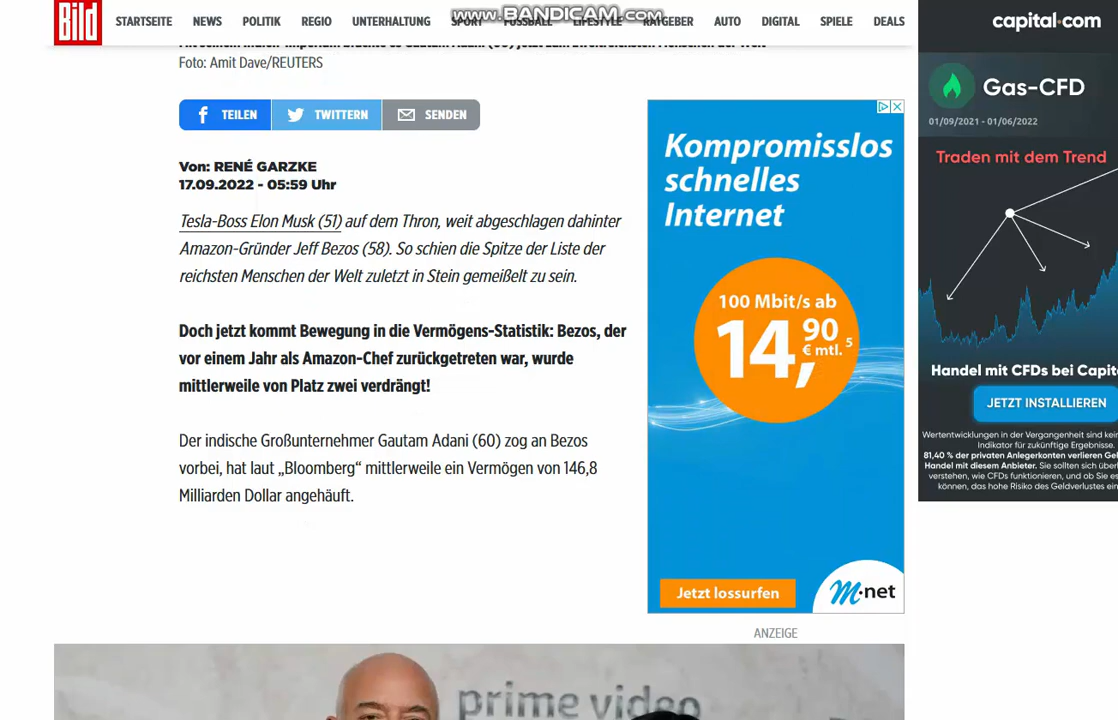 Bild
STARTSEITE NEWS POLITIK REGIO UNTERHALTUNG SPORT FUSSBALL LIFESTYLE RATGEBER AUTO DIGITAL SPIELE DEALS
www.BANDICAM.com
Foto: Amit Dave/REUTERS
TEILEN TWITTERN SENDEN
Von: RENÉ GARZKE
17.09.2022 - 05:59 Uhr
Tesla-Boss Elon Musk (51) auf dem Thron, weit abgeschlagen dahinter
Amazon-Gründer Jeff Bezos (58). So schien die Spitze der Liste der
reichsten Menschen der Welt zuletzt in Stein gemeißelt zu sein.
Doch jetzt kommt Bewegung in die Vermögens-Statistik: Bezos, der
vor einem Jahr als Amazon-Chef zurückgetreten war, wurde
mittlerweile von Platz zwei verdrängt!
Der indische Großunternehmer Gautam Adani (60) zog an Bezos
vorbei, hat laut „Bloomberg“ mittlerweile ein Vermögen von 146,8
Milliarden Dollar angehäuft.
Kompromisslos
schnelles
Internet
100 Mbit/s ab
14,90
€ mtl. 5
Jetzt lossurfen
M-net
ANZEIGE
prime video
capital.com
Gas-CFD
01/09/2021 - 01/06/2022
Traden mit dem Trend
Handel mit CFDs bei Capit
JETZT INSTALLIEREN
Wertentwicklungen in der Vergangenheit sind kei
Indikator für zukünftige Ergebnisse.
81,40 % der privaten Anlegerkonten verlieren Ge
Handel mit diesem Anbieter. Sie sollten sich über
verstehen, wie CFDs funktionieren, und ob Sie es
können, das hohe Risiko des Geldverlustes ein